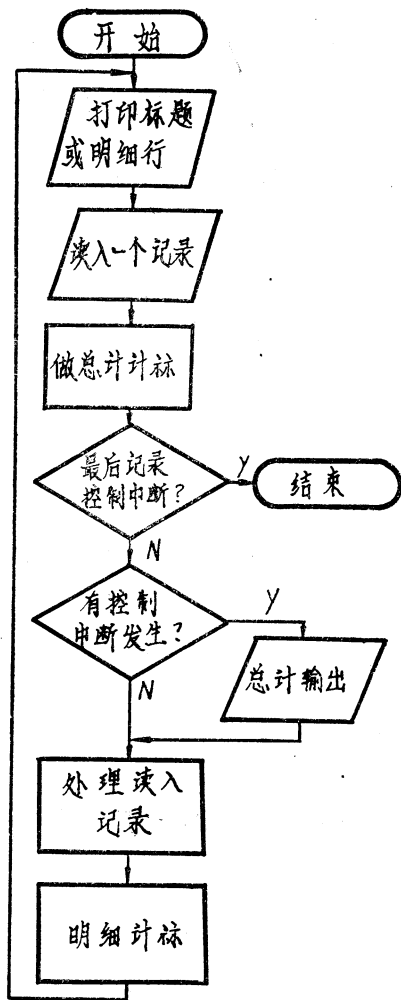 开始
打印标题
或明细行
读入一个记录
做总计计祘
最后记录
控制中断?
Y
结束
N
有控制
中断发生?
Y
总计输出
N
处理读入
记录
明细计祘